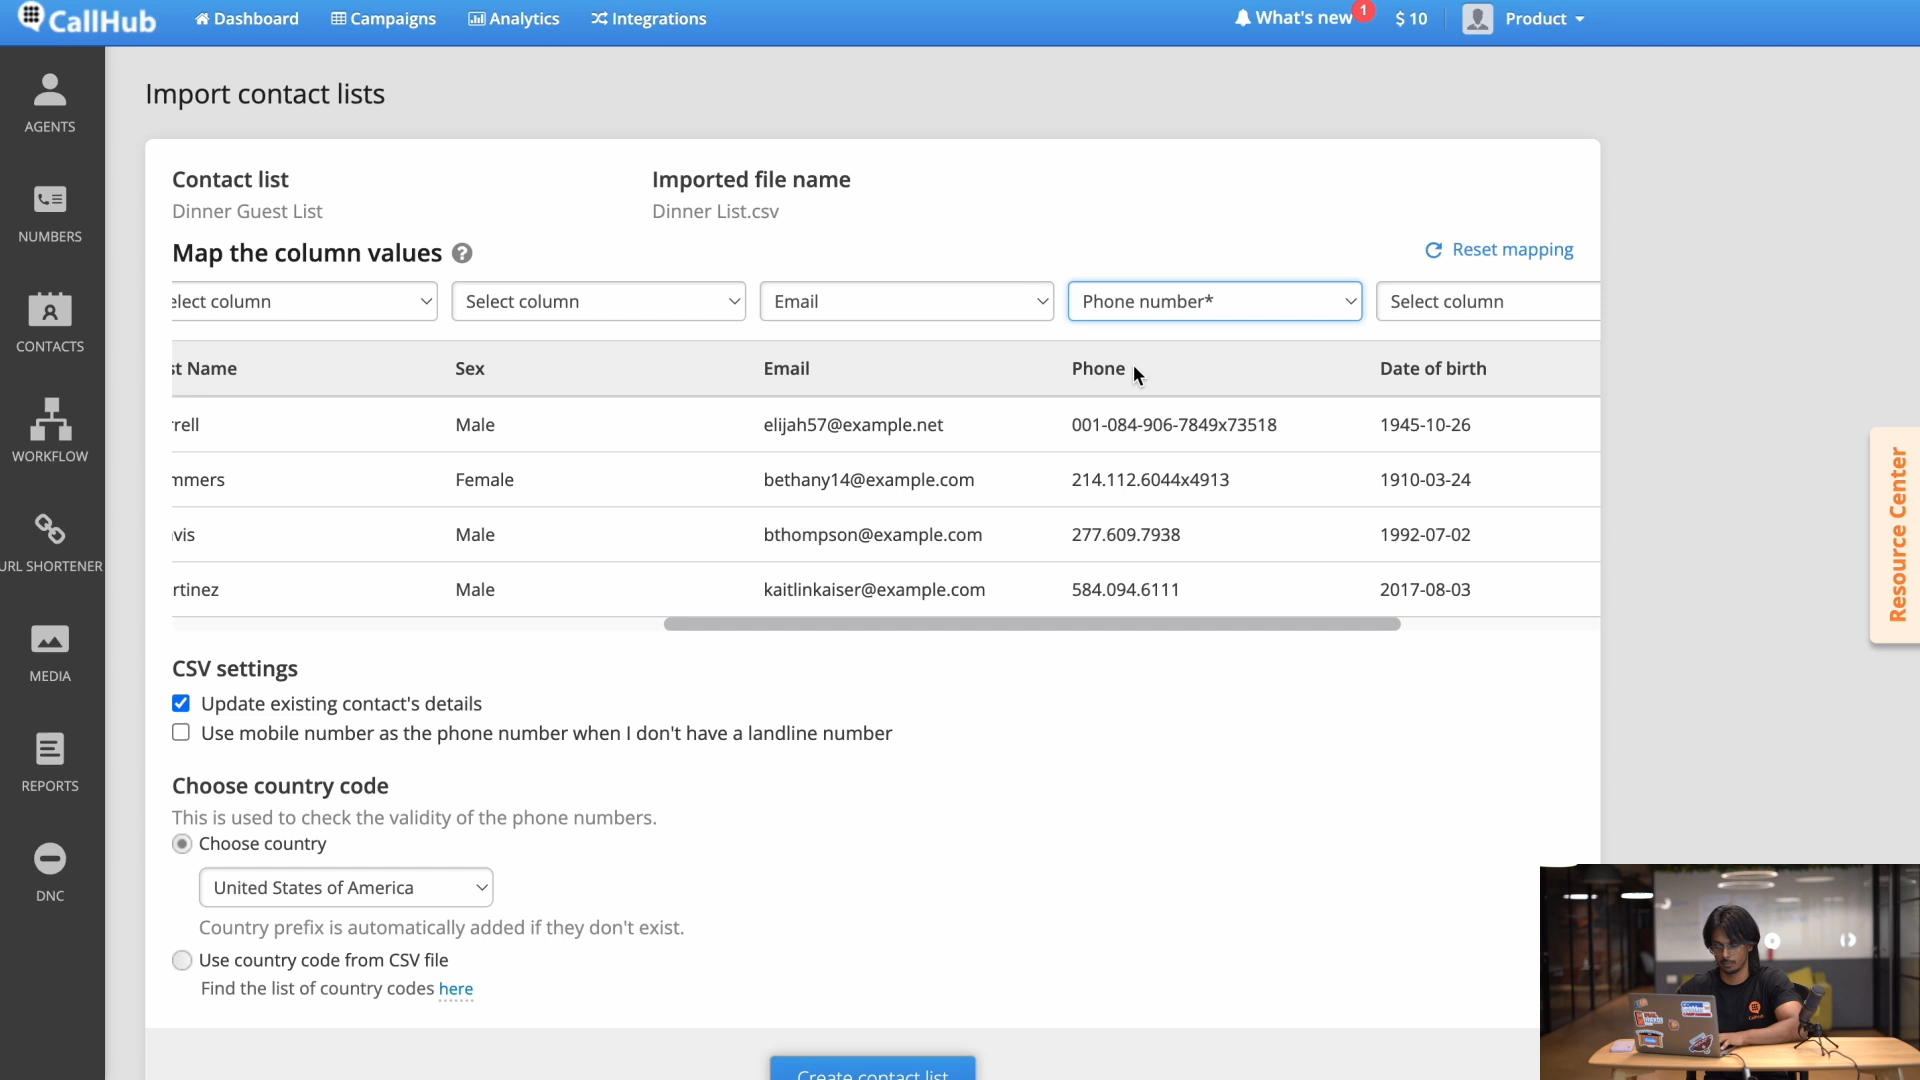 CallHub
Dashboard
Campaigns
Analytics
Integrations
What's new
1
$ 10
Product
AGENTS
NUMBERS
CONTACTS
WORKFLOW
URL SHORTENER
MEDIA
REPORTS
DNC
Import contact lists
Contact list
Imported file name
Dinner Guest List
Dinner List.csv
Map the column values ?
Reset mapping
elect column
Select column
Email
Phone number*
Select column
st Name
Sex
Email
Phone
Date of birth
rrell
Male
elijah57@example.net
001-084-906-7849x73518
1945-10-26
mmers
Female
bethany14@example.com
214.112.6044x4913
1910-03-24
vis
Male
bthompson@example.com
277.609.7938
1992-07-02
rtinez
Male
kaitlinkaiser@example.com
584.094.6111
2017-08-03
CSV settings
Update existing contact's details
Use mobile number as the phone number when I don't have a landline number
Choose country code
This is used to check the validity of the phone numbers.
Choose country
United States of America
Country prefix is automatically added if they don't exist.
Use country code from CSV file
Find the list of country codes here
Create contact list
Resource Center